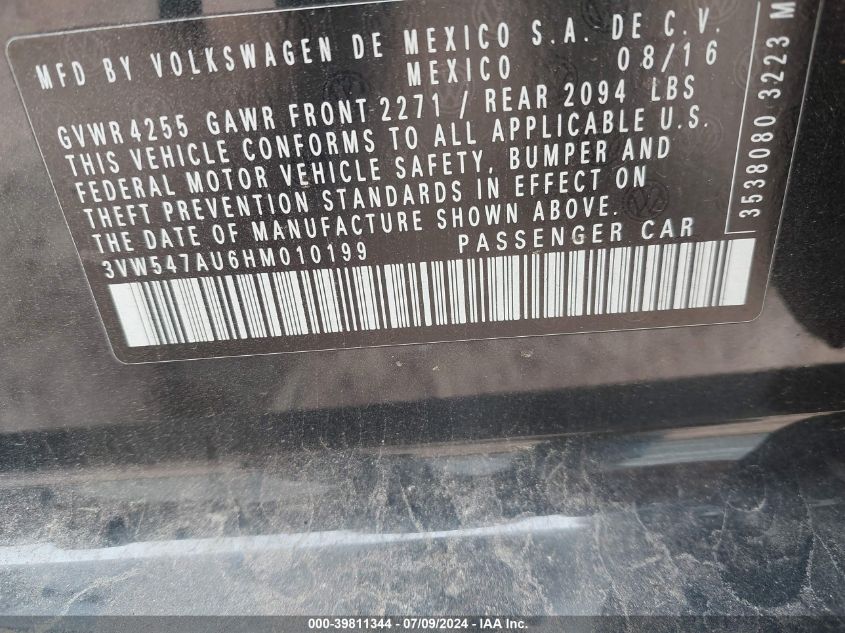 MFD BY VOLKSWAGEN DE MEXICO S.A. DE C.V.
MEXICO 08/16
GVWR 4255 GAWR FRONT 2271 / REAR 2094 LBS
THIS VEHICLE CONFORMS TO ALL APPLICABLE U.S.
FEDERAL MOTOR VEHICLE SAFETY, BUMPER AND
THEFT PREVENTION STANDARDS IN EFFECT ON
THE DATE OF MANUFACTURE SHOWN ABOVE.
3VW547AU6HM010199 PASSENGER CAR
3538080 3223 M
000-39811344 / 07/09/2024 - IAA Inc.